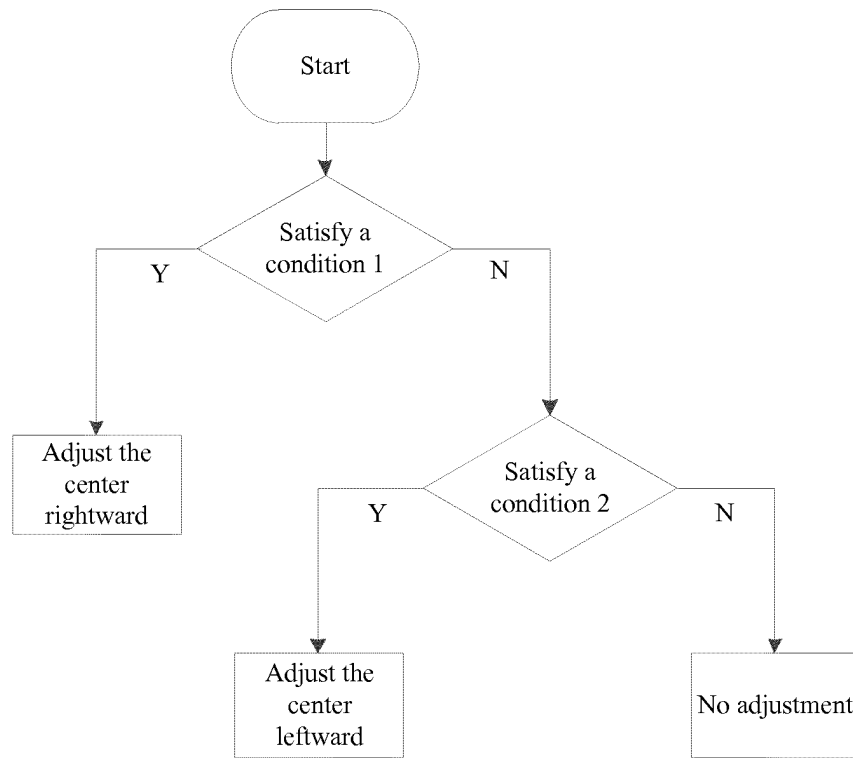 Start
Satisfy a
condition 1
Y
N
Adjust the
center
rightward
Satisfy a
condition 2
Y
N
Adjust the
center
leftward
No adjustment